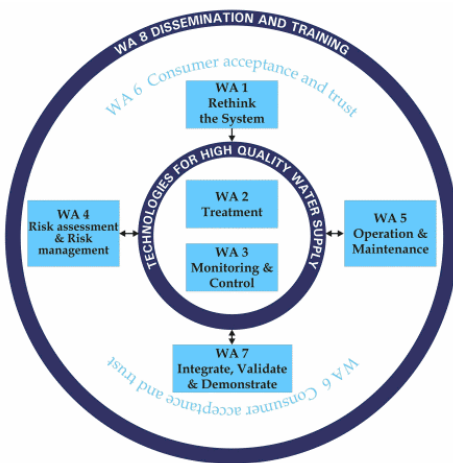 WA 8 DISSEMINATION AND TRAINING
WA 6 Consumer acceptance and trust
WA 1
Rethink
the System
TECHNOLOGIES FOR HIGH QUALITY WATER SUPPLY
WA 2
Treatment
WA 4
Risk assessment
& Risk
management
WA 5
Operation &
Maintenance
WA 3
Monitoring &
Control
WA 7
Integrate, Validate
& Demonstrate
WA 6 Consumer acceptance and trust